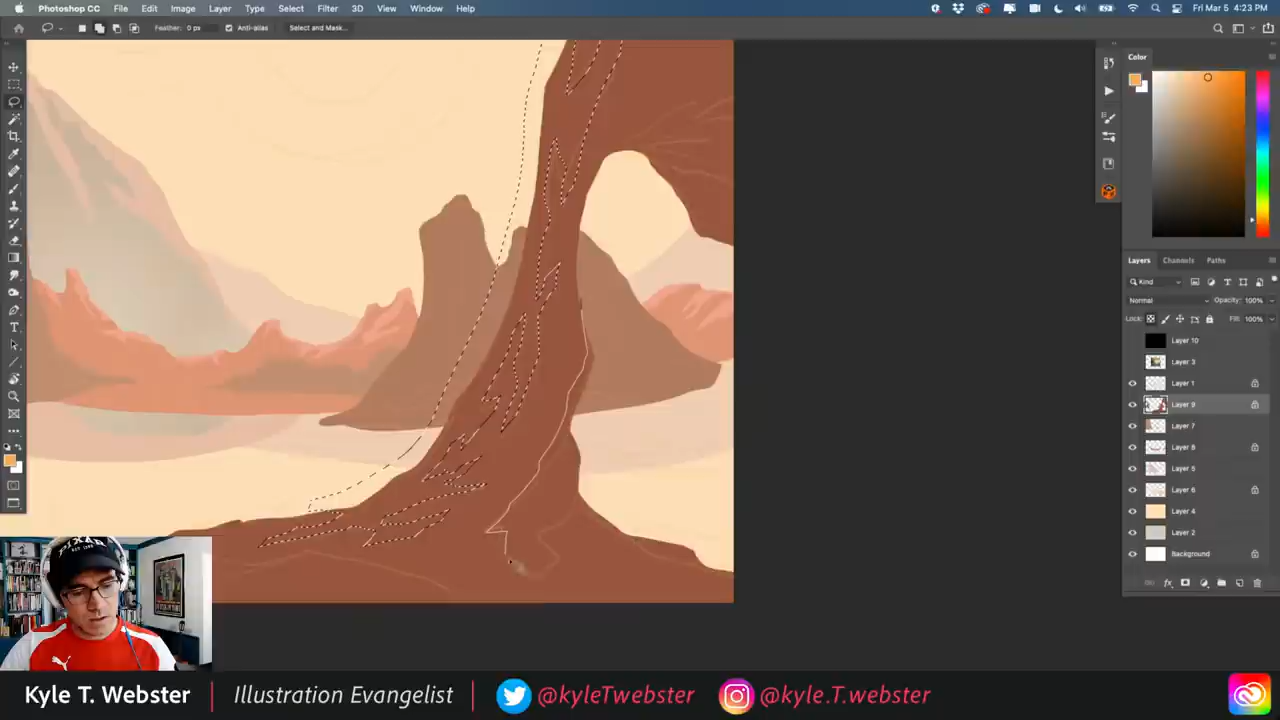 Photoshop CC File Edit Image Layer Type Select Filter 3D View Window Help Fri Mar 5 4:23 PM
Feather: 0 px Anti-alias Select and Mask...
Color
Layers Channels Paths
Kind
Normal Opacity: 100%
Lock: Fill: 100%
Layer 10
Layer 3
Layer 1
Layer 9
Layer 7
Layer 8
Layer 5
Layer 6
Layer 4
Layer 2
Background
PIXAR
Kyle T. Webster | Illustration Evangelist | @kyleTwebster @kyle.T.webster